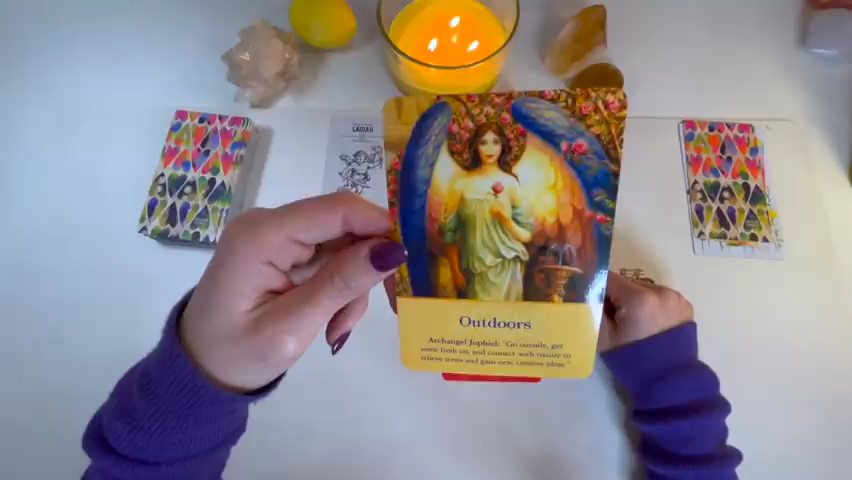 Outdoors
Archangel Jophiel: "Go outside, get
some fresh air, and connect with nature to
relieve stress and gain new, creative ideas."